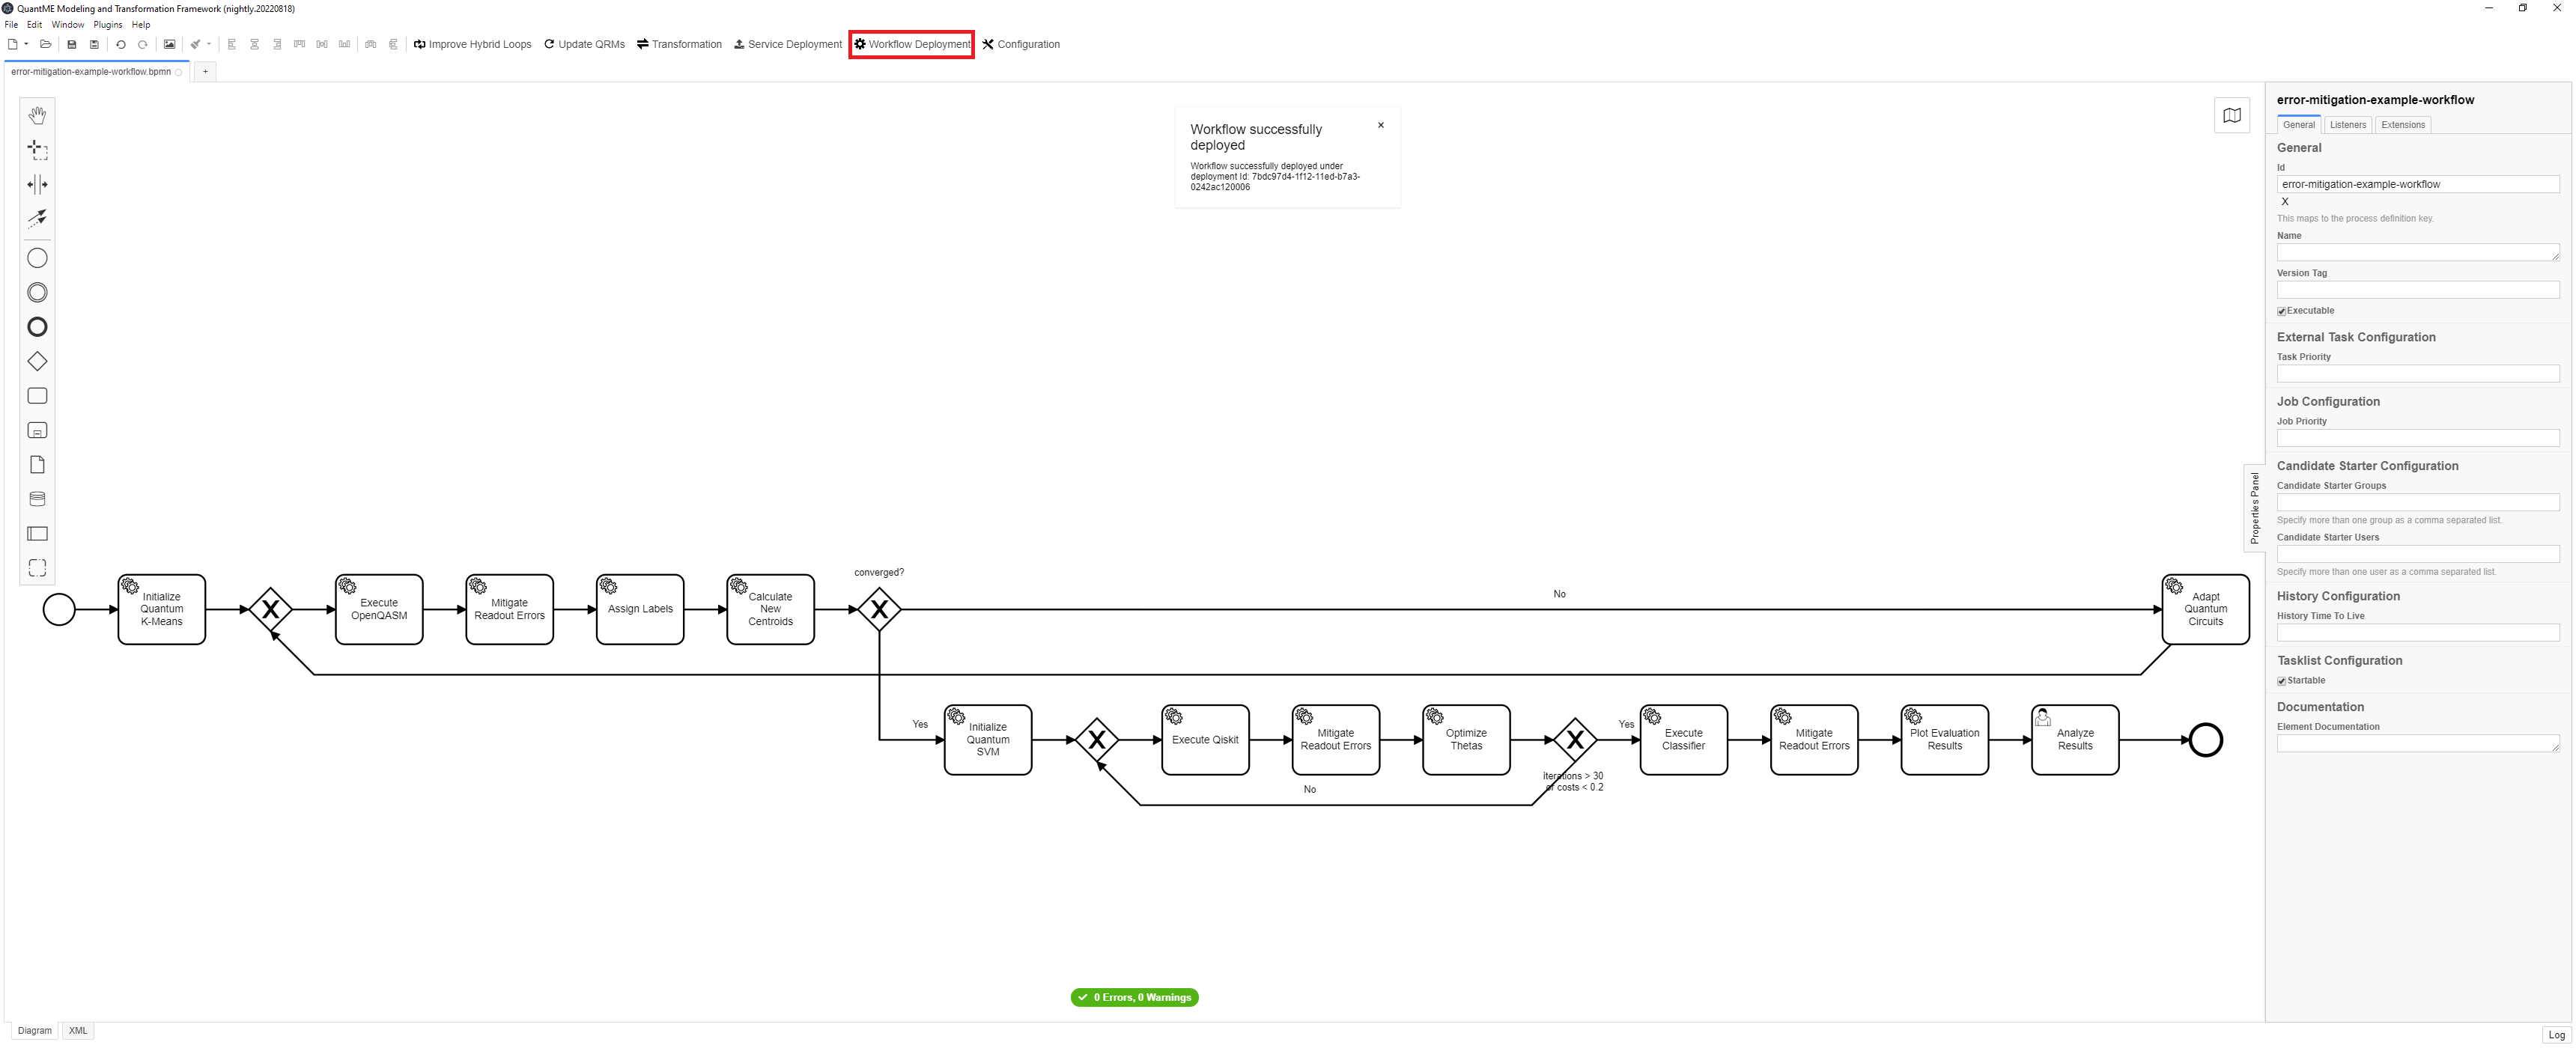 QuantME Modeling and Transformation Framework (nightly.20220818)
File Edit Window Plugins Help
Improve Hybrid Loops Update QRMs Transformation Service Deployment Workflow Deployment Configuration
error-mitigation-example-workflow.bpmn
+
Workflow successfully
deployed
×
Workflow successfully deployed under
deployment Id: 7bdc97d4-1f12-11ed-b7a3-
0242ac120006
Initialize
Quantum
K-Means
X
Execute
OpenQASM
Mitigate
Readout Errors
Assign Labels
Calculate
New
Centroids
converged?
X
No
Adapt
Quantum
Circuits
Yes
Initialize
Quantum
SVM
X
Execute Qiskit
Mitigate
Readout Errors
Optimize
Thetas
X
iterations > 30
or costs < 0.2
No
Yes
Execute
Classifier
Mitigate
Readout Errors
Plot Evaluation
Results
Analyze
Results
0 Errors, 0 Warnings
Diagram XML
Properties Panel
error-mitigation-example-workflow
General Listeners Extensions
General
Id
error-mitigation-example-workflow
X
This maps to the process definition key.
Name
Version Tag
Executable
External Task Configuration
Task Priority
Job Configuration
Job Priority
Candidate Starter Configuration
Candidate Starter Groups
Specify more than one group as a comma separated list.
Candidate Starter Users
Specify more than one user as a comma separated list.
History Configuration
History Time To Live
Tasklist Configuration
Startable
Documentation
Element Documentation
Log